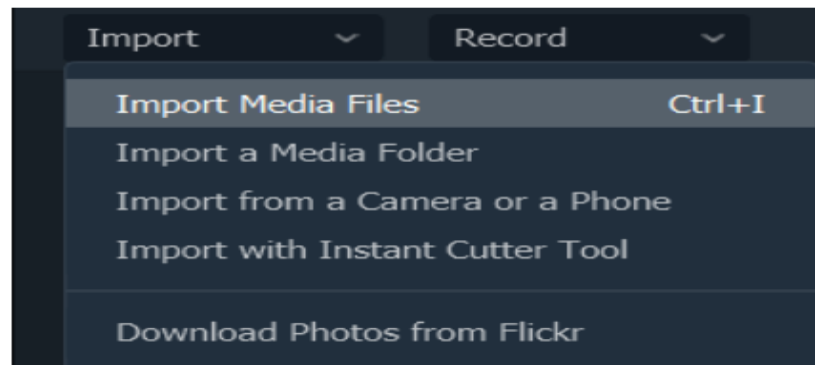 Import Record
Import Media Files Ctrl+I
Import a Media Folder
Import from a Camera or a Phone
Import with Instant Cutter Tool
Download Photos from Flickr